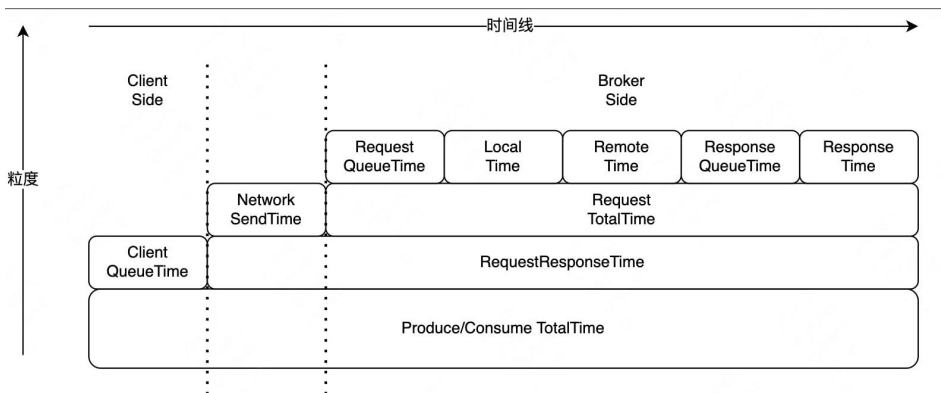 时间线
Client
Side
Broker
Side
粒度
Request
QueueTime
Local
Time
Remote
Time
Response
QueueTime
Response
Time
Network
SendTime
Request
TotalTime
Client
QueueTime
RequestResponseTime
Produce/Consume TotalTime